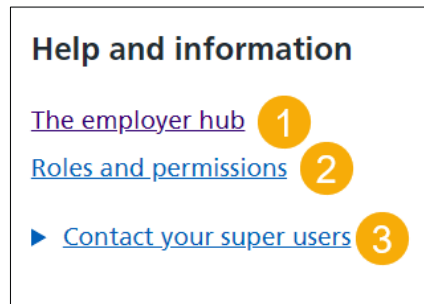 Help and information
The employer hub 1
Roles and permissions 2
Contact your super users 3